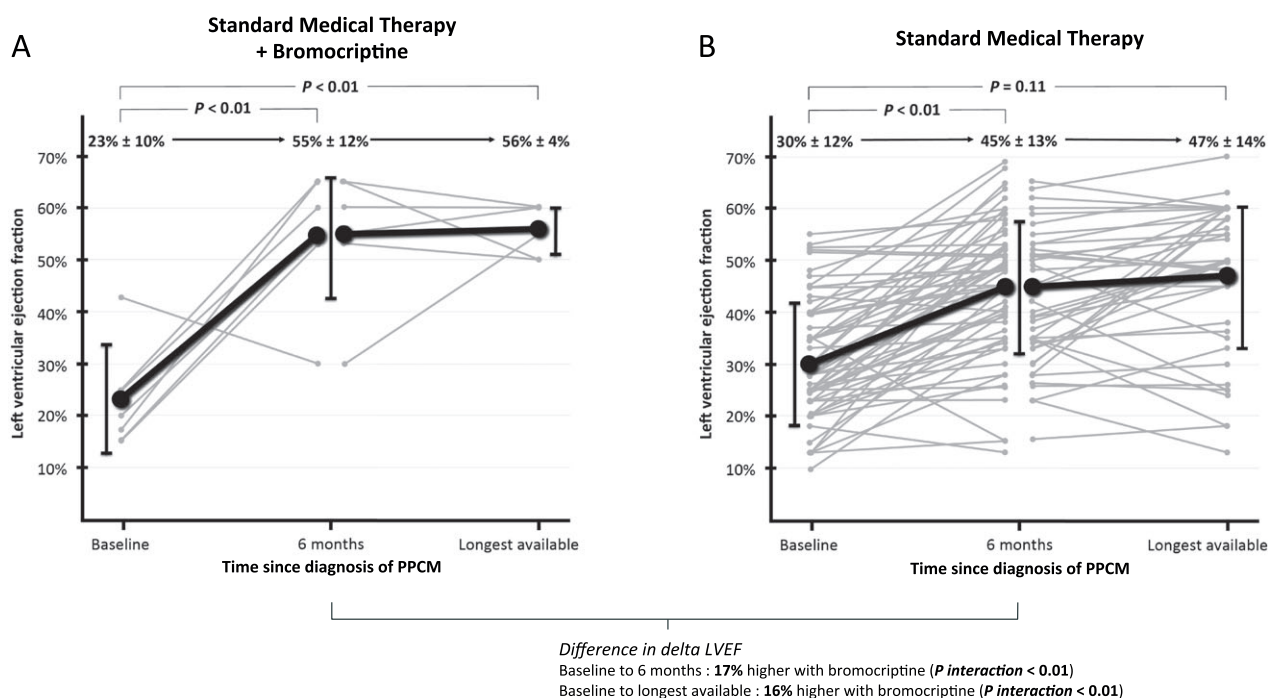 A
Standard Medical Therapy
+ Bromocriptine
P < 0.01
P < 0.01
23% ± 10%
55% ± 12%
56% ± 4%
70%
60%
50%
40%
30%
20%
10%
Left ventricular ejection fraction
Baseline
6 months
Longest available
Time since diagnosis of PPCM
B
Standard Medical Therapy
P = 0.11
P < 0.01
30% ± 12%
45% ± 13%
47% ± 14%
70%
60%
50%
40%
30%
20%
10%
Left ventricular ejection fraction
Baseline
6 months
Longest available
Time since diagnosis of PPCM
Difference in delta LVEF
Baseline to 6 months : 17% higher with bromocriptine (P interaction < 0.01)
Baseline to longest available : 16% higher with bromocriptine (P interaction < 0.01)